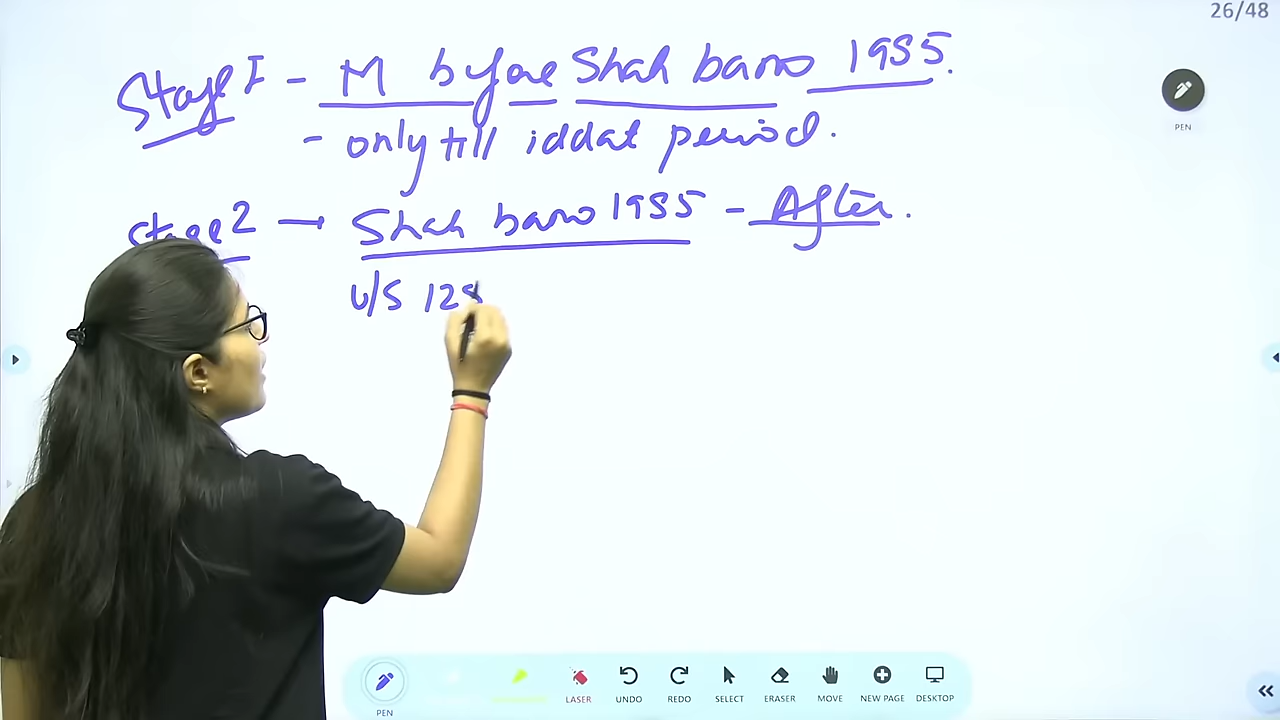 26/48
Stage I - M before Shah bano 1985.
- only till iddat period.
PEN
Stage 2 → Shah bano 1985 - After.
U/S 125
PEN
LASER
UNDO
REDO
SELECT
ERASER
MOVE
NEW PAGE
DESKTOP